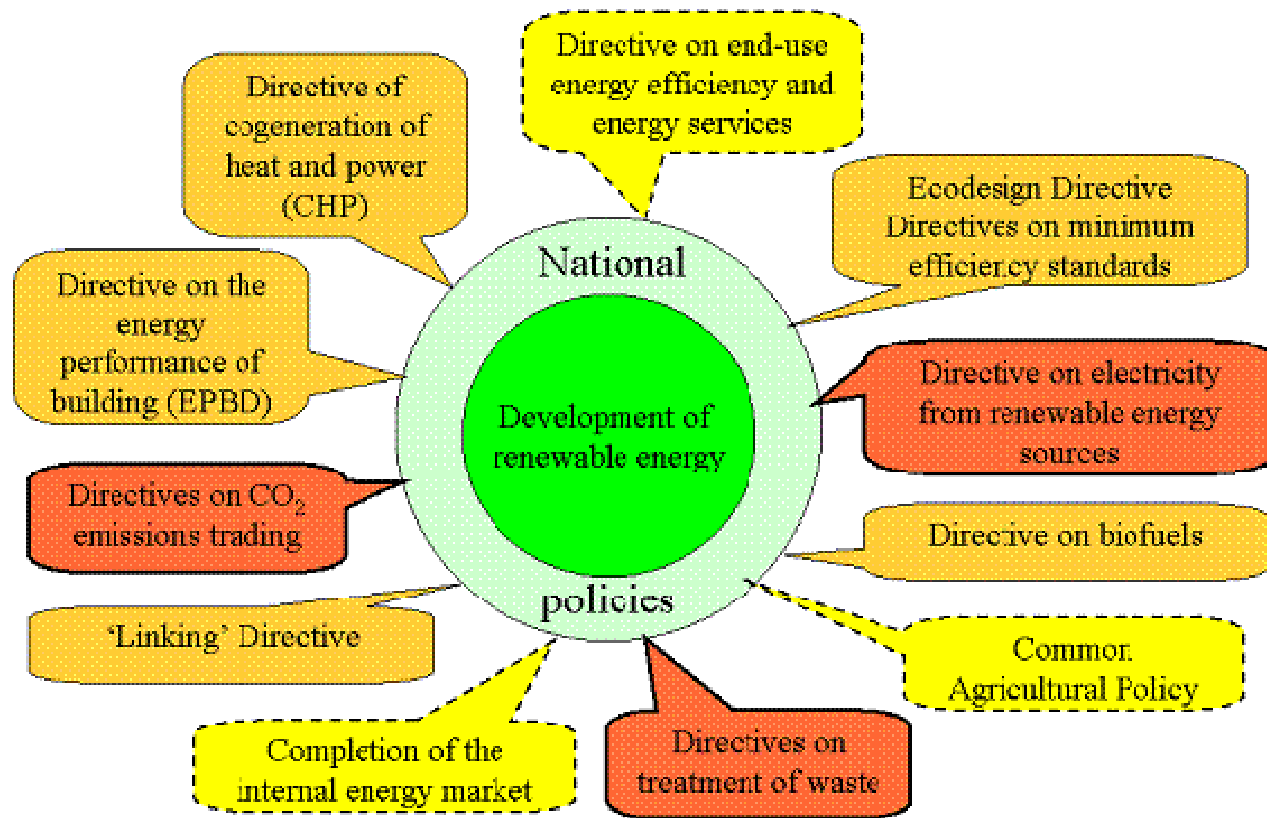 Directive on end-use
energy efficiency and
energy services
Directive of
cogeneration of
heat and power
(CHP)
Ecodesign Directive
Directives on minimum
efficiency standards
National
Directive on the
energy
performance of
building (EPBD)
Directive on electricity
from renewable energy
sources
Development of
renewable energy
Directives on CO₂
emissions trading
Directive on biofuels
policies
'Linking' Directive
Common
Agricultural Policy
Completion of the
internal energy market
Directives on
treatment of waste